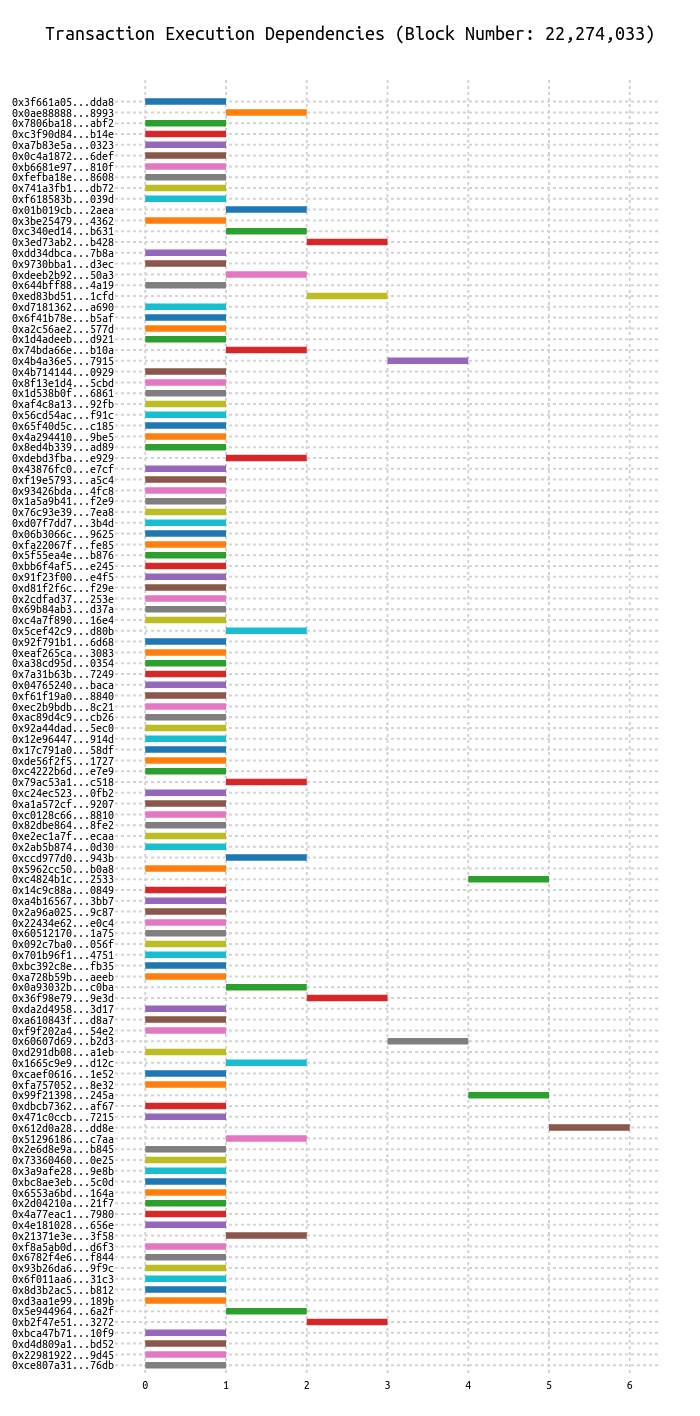 Transaction Execution Dependencies (Block Number: 22,274,033)
0x3f661a05...dda8
0x0ae88888...8993
0x7806ba18...abf2
0xc3f90d84...b14e
0xa7b83e5a...0323
0x0c4a1872...6def
0xb6681e97...810f
0xfefba18e...8608
0x741a3fb1...db72
0xf618583b...039d
0x01b019cb...2aea
0x3be25479...4362
0xc340ed14...b631
0x3ed73ab2...b428
0xdd34dbca...7b8a
0x9730bba1...d3ec
0xdeeb2b92...50a3
0x644bff88...4a19
0xed83bd51...1cfd
0xd7181362...a690
0x6f41b78e...b5af
0xa2c56ae2...577d
0x1d4adeeb...d921
0x74bda66e...b10a
0x4b4a36e5...7915
0x4b714144...0929
0x8f13e1d4...5cbd
0x1d538b0f...6861
0xaf4c8a13...92fb
0x56cd54ac...f91c
0x65f40d5c...c185
0x4a294410...9be5
0x8ed4b339...ad89
0xdebd3fba...e929
0x43876fc0...e7cf
0xf19e5793...a5c4
0x93426bda...4fc8
0x1a5a9b41...f2e9
0x76c93e39...7ea8
0xd07f7dd7...3b4d
0x06b3066c...9625
0xfa22067f...fe85
0x5f55ea4e...b876
0xbb6f4af5...e245
0x91f23f00...e4f5
0xd81f2f6c...f29e
0x2cdfad37...253e
0x69b84ab3...d37a
0xc4a7f890...16e4
0x5cef42c9...d80b
0x92f791b1...6d68
0xeaf265ca...3083
0xa38cd95d...0354
0x7a31b63b...7249
0x04765240...baca
0xf61f19a0...8840
0xec2b9bdb...8c21
0xac89d4c9...cb26
0x92a44dad...5ec0
0x12e96447...914d
0x17c791a0...58df
0xde56f2f5...1727
0xc4222b6d...e7e9
0x79ac53a1...c518
0xc24ec523...0fb2
0xa1a572cf...9207
0xc0128c66...8810
0x82dbe864...8fe2
0xe2ec1a7f...ecaa
0x2ab5b874...0d30
0xccd977d0...943b
0x5962cc50...b0a8
0xc4824b1c...2533
0x14c9c88a...0849
0xa4b16567...3bb7
0x2a96a025...9c87
0x22434e62...e0c4
0x60512170...1a75
0x092c7ba0...056f
0x701b96f1...4751
0xbc392c8e...fb35
0xa728b59b...aeeb
0x0a93032b...c0ba
0x36f98e79...9e3d
0xda2d4958...3d17
0xa610843f...d8a7
0xf9f202a4...54e2
0x60607d69...b2d3
0xd291db08...a1eb
0x1665c9e9...d12c
0xcaef0616...1e52
0xfa757052...8e32
0x99f21398...245a
0xdbcb7362...af67
0x471c0ccb...7215
0x612d0a28...dd8e
0x51296186...c7aa
0x2e6d8e9a...b845
0x73360460...0e25
0x3a9afe28...9e8b
0xbc8ae3eb...5c0d
0x6553a6bd...164a
0x2d04210a...21f7
0x4a77eac1...7980
0x4e181028...656e
0x21371e3e...3f58
0xf8a5ab0d...d6f3
0x6782f4e6...f844
0x93b26da6...9f9c
0x6f011aa6...31c3
0x8d3b2ac5...b812
0xd3aa1e99...189b
0x5e944964...6a2f
0xb2f47e51...3272
0xbca47b71...10f9
0xd4d809a1...bd52
0x22981922...9d45
0xce807a31...76db
0 1 2 3 4 5 6